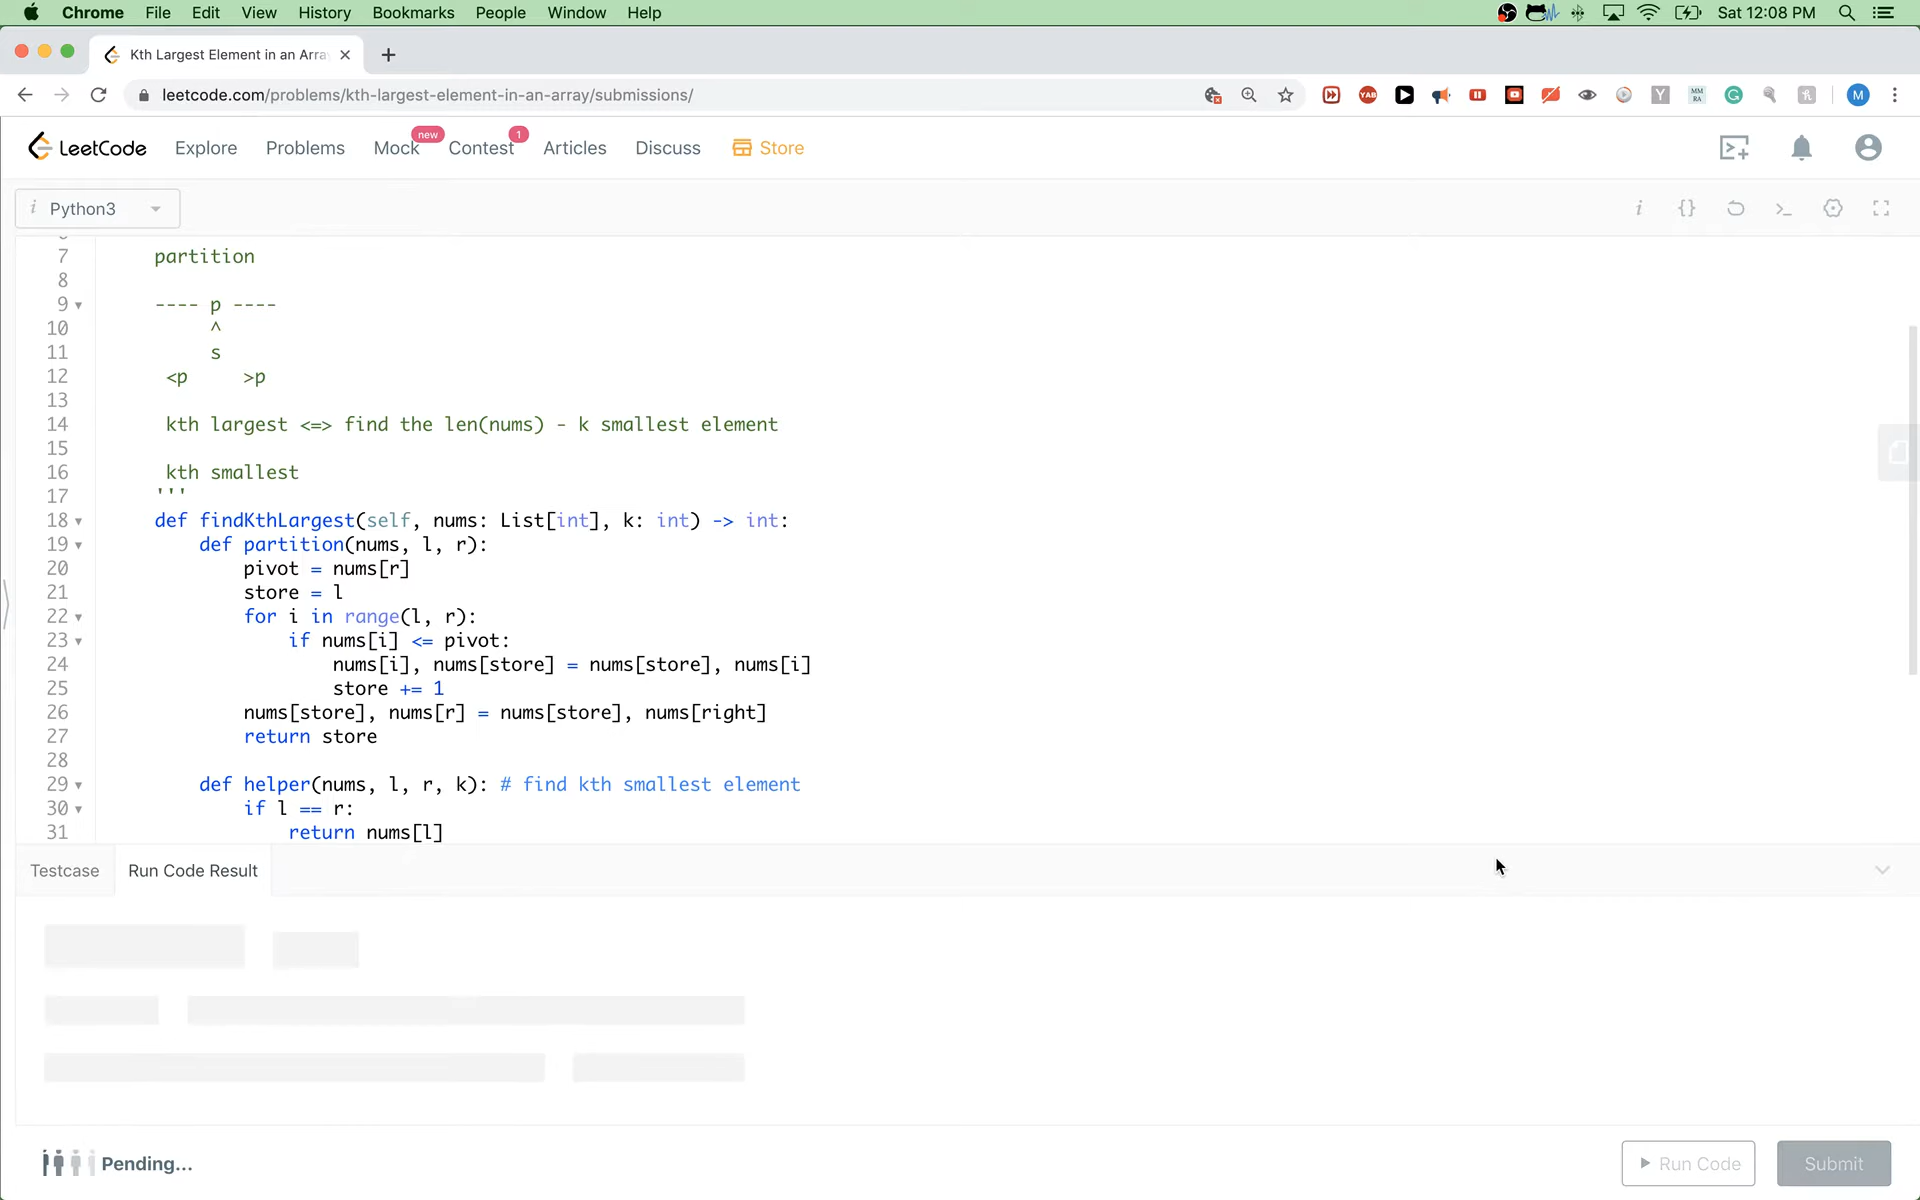 Chrome File Edit View History Bookmarks People Window Help Sat 12:08 PM
Kth Largest Element in an Arra
leetcode.com/problems/kth-largest-element-in-an-array/submissions/
YAB Y MM RA G M
LeetCode Explore Problems Mock new Contest 1 Articles Discuss Store
i Python3 i {} >_
7 partition
8
9 ---- p ----
10 ^
11 s
12 <p >p
13
14 kth largest <=> find the len(nums) - k smallest element
15
16 kth smallest
17 '''
18 def findKthLargest(self, nums: List[int], k: int) -> int:
19 def partition(nums, l, r):
20 pivot = nums[r]
21 store = l
22 for i in range(l, r):
23 if nums[i] <= pivot:
24 nums[i], nums[store] = nums[store], nums[i]
25 store += 1
26 nums[store], nums[r] = nums[store], nums[right]
27 return store
28
29 def helper(nums, l, r, k): # find kth smallest element
30 if l == r:
31 return nums[l]
Testcase Run Code Result
Pending... Run Code Submit